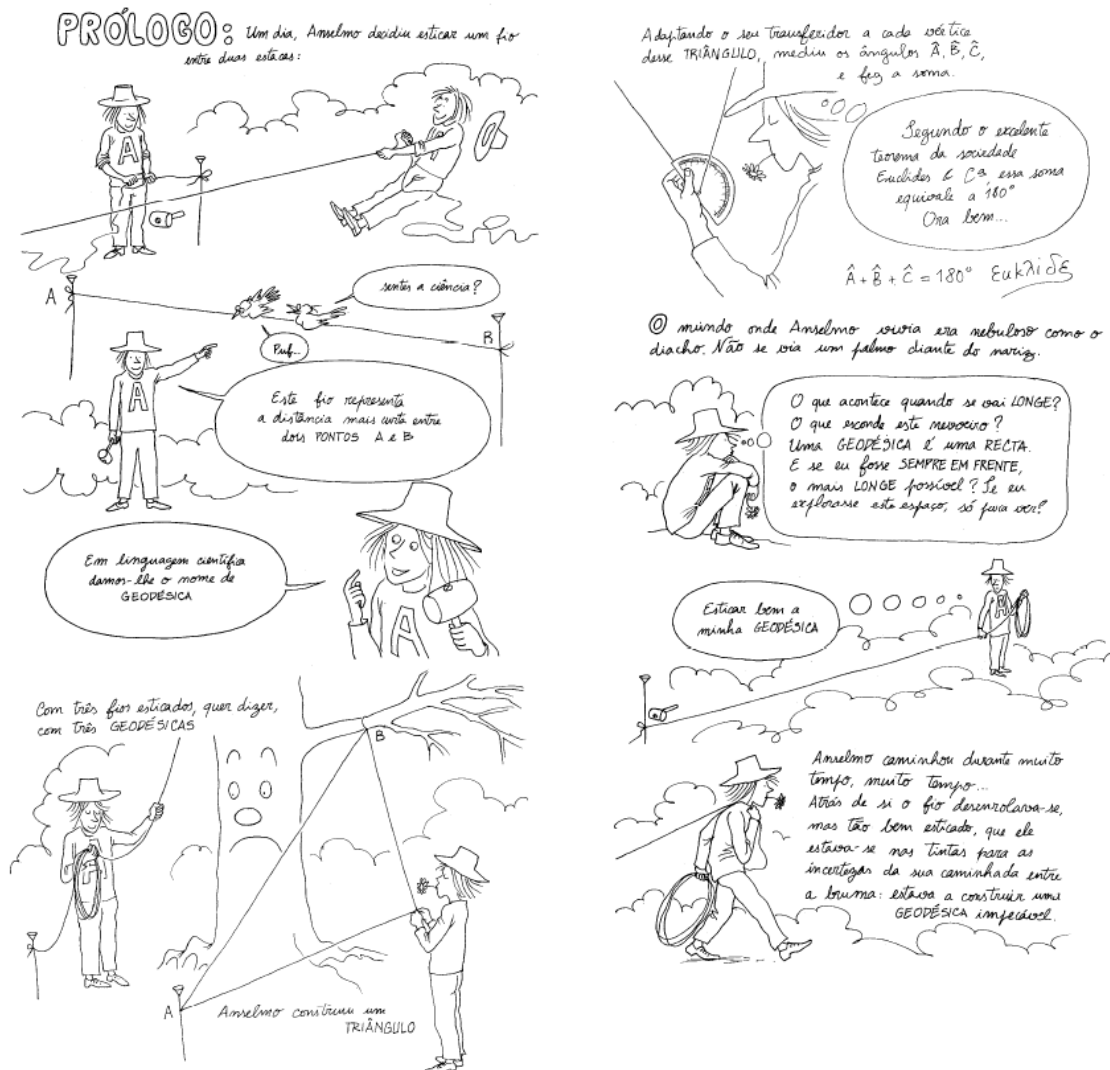 PRÓLOGO: Um dia, Anselmo decidiu esticar um fio
entre duas estacas:
A
A
A
sentes a ciência?
B
Puf...
A
Este fio representa
a distância mais curta entre
dois PONTOS A e B
Em linguagem científica
damos-lhe o nome de
GEODÉSICA
A
Com três fios esticados, quer dizer,
com três GEODÉSICAS
B
A
A
Anselmo construiu um
TRIÂNGULO
Adaptando o seu transferidor a cada vértice
desse TRIÂNGULO, mediu os ângulos Â, B̂, Ĉ,
e fez a soma.
Segundo o excelente
teorema da sociedade
Euclides & Cª essa soma
equivale a 180°
Ora bem...
Â + B̂ + Ĉ = 180° Eukλiδε
O mundo onde Anselmo vivia era nebuloso como o
diacho. Não se via um palmo diante do nariz.
O que acontece quando se vai LONGE?
O que esconde este nevoeiro?
Uma GEODÉSICA é uma RECTA.
E se eu fosse SEMPRE EM FRENTE,
o mais LONGE possível? Se eu
explorasse este espaço, só para ver?
Esticar bem a
minha GEODÉSICA
A
Anselmo caminhou durante muito
tempo, muito tempo...
Atrás de si o fio desenrolava-se,
mas tão bem esticado, que ele
estava-se nas tintas para as
incertezas da sua caminhada entre
a bruma: estava a construir uma
GEODÉSICA impecável.